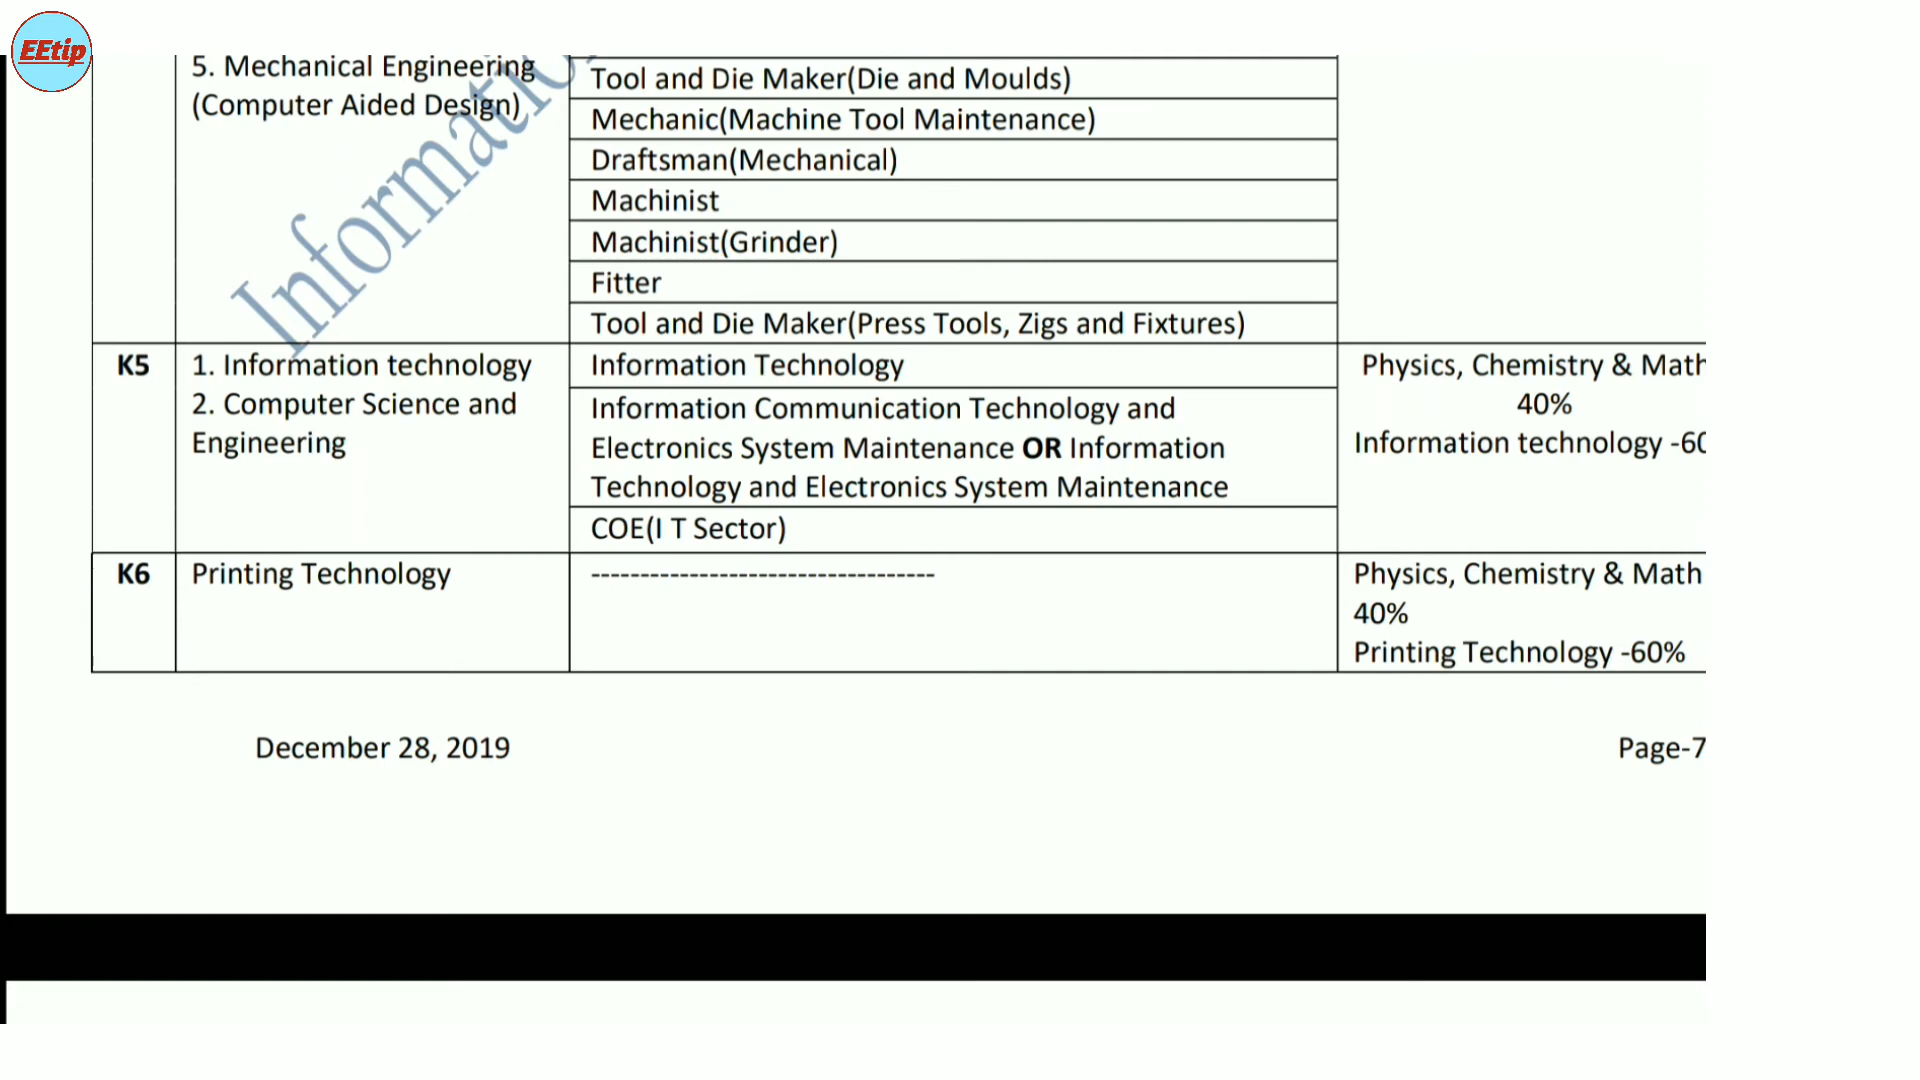 EEtip
5. Mechanical Engineering
(Computer Aided Design)
Information
Tool and Die Maker(Die and Moulds)
Mechanic(Machine Tool Maintenance)
Draftsman(Mechanical)
Machinist
Machinist(Grinder)
Fitter
Tool and Die Maker(Press Tools, Zigs and Fixtures)
K5
1. Information technology
2. Computer Science and
Engineering
Information Technology
Information Communication Technology and
Electronics System Maintenance OR Information
Technology and Electronics System Maintenance
COE(I T Sector)
Physics, Chemistry & Math
40%
Information technology -60
K6
Printing Technology
-----------------------------------
Physics, Chemistry & Math
40%
Printing Technology -60%
December 28, 2019
Page-7